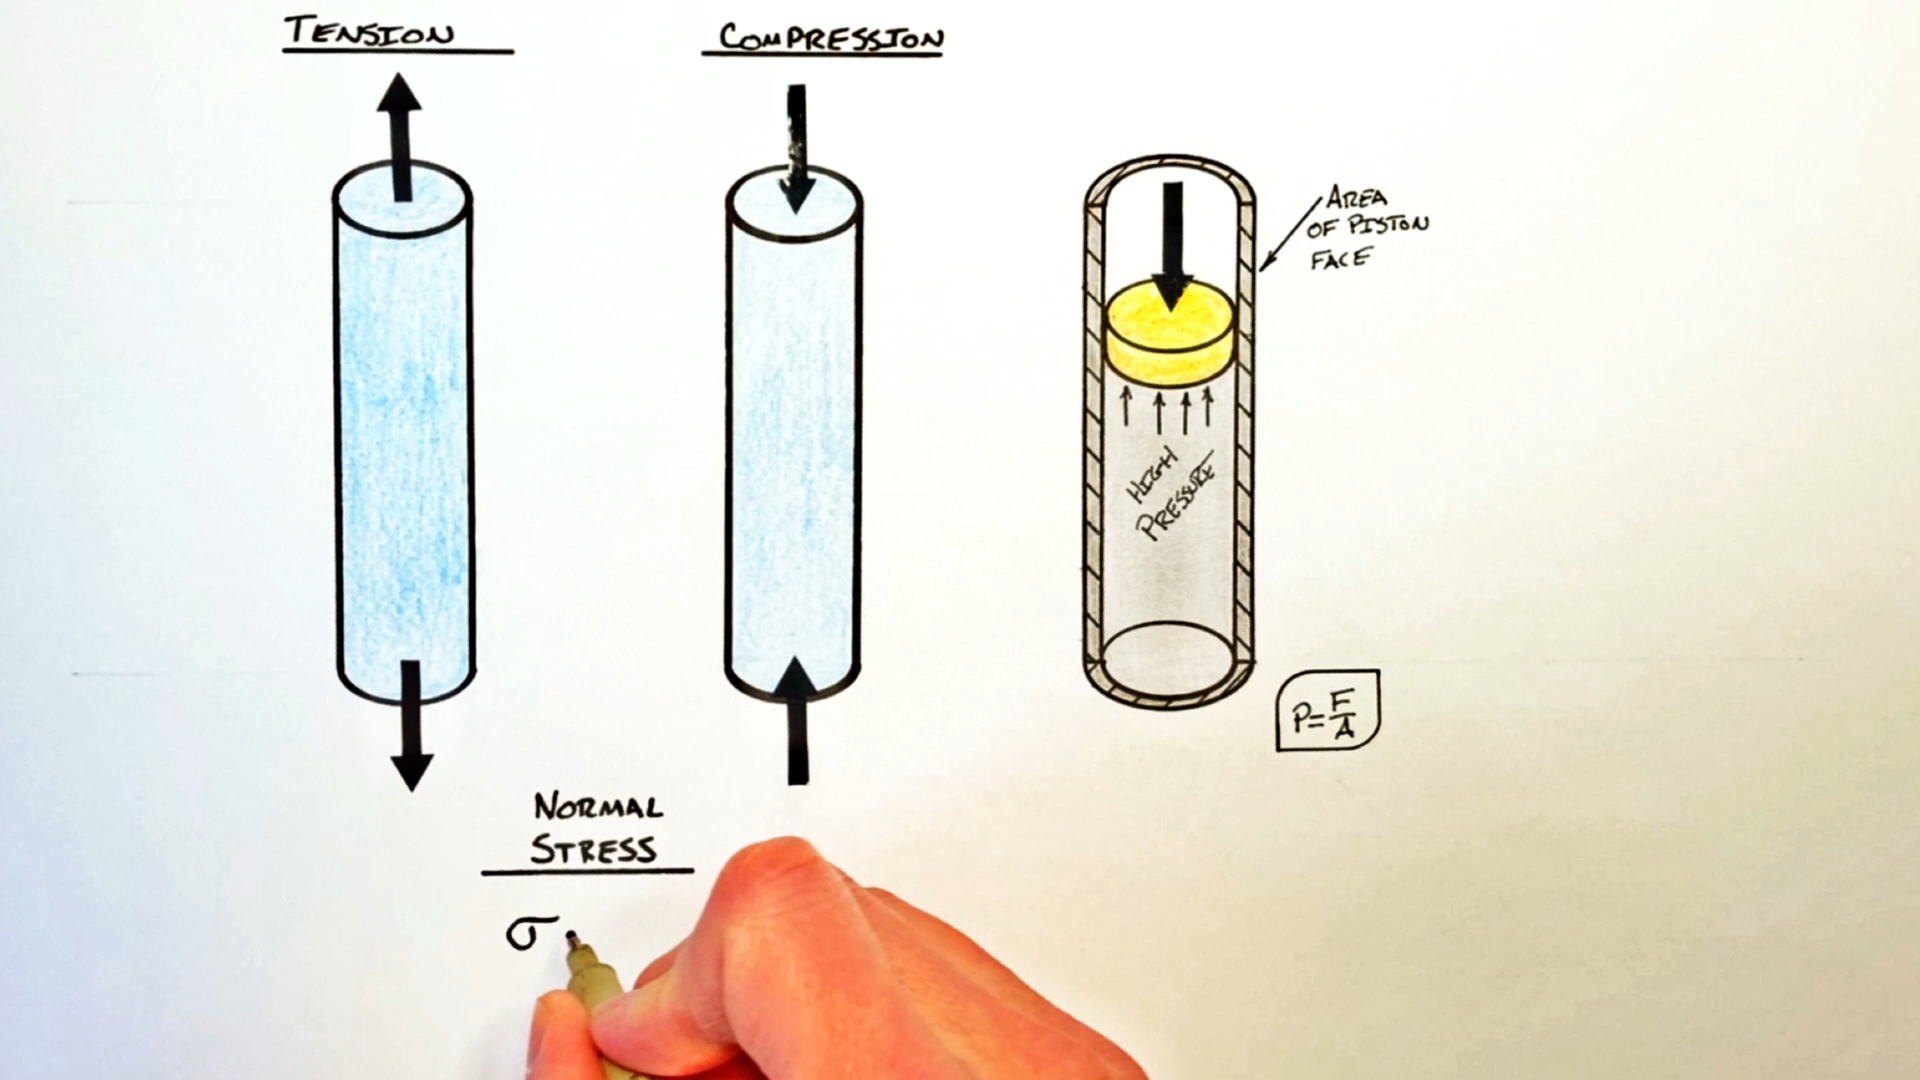 TENSION
COMPRESSION
AREA
OF PISTON
FACE
HIGH
PRESSURE
P=F/A
NORMAL
STRESS
σ